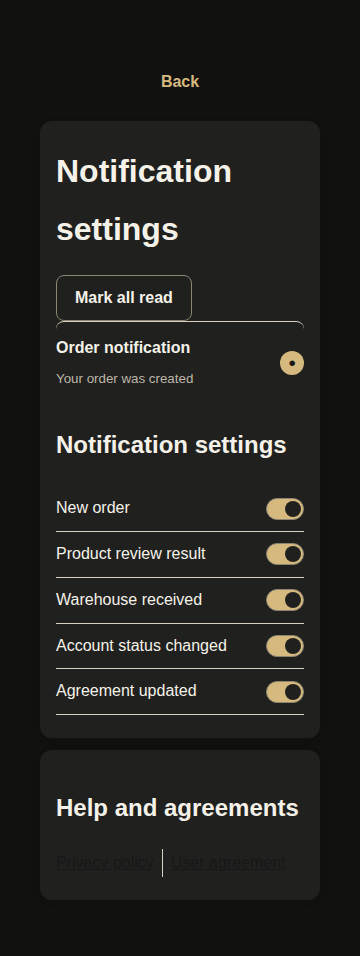 Back
Notification
settings
Mark all read
Order notification
Your order was created
Notification settings
New order
Product review result
Warehouse received
Account status changed
Agreement updated
Help and agreements
Privacy policy User agreement